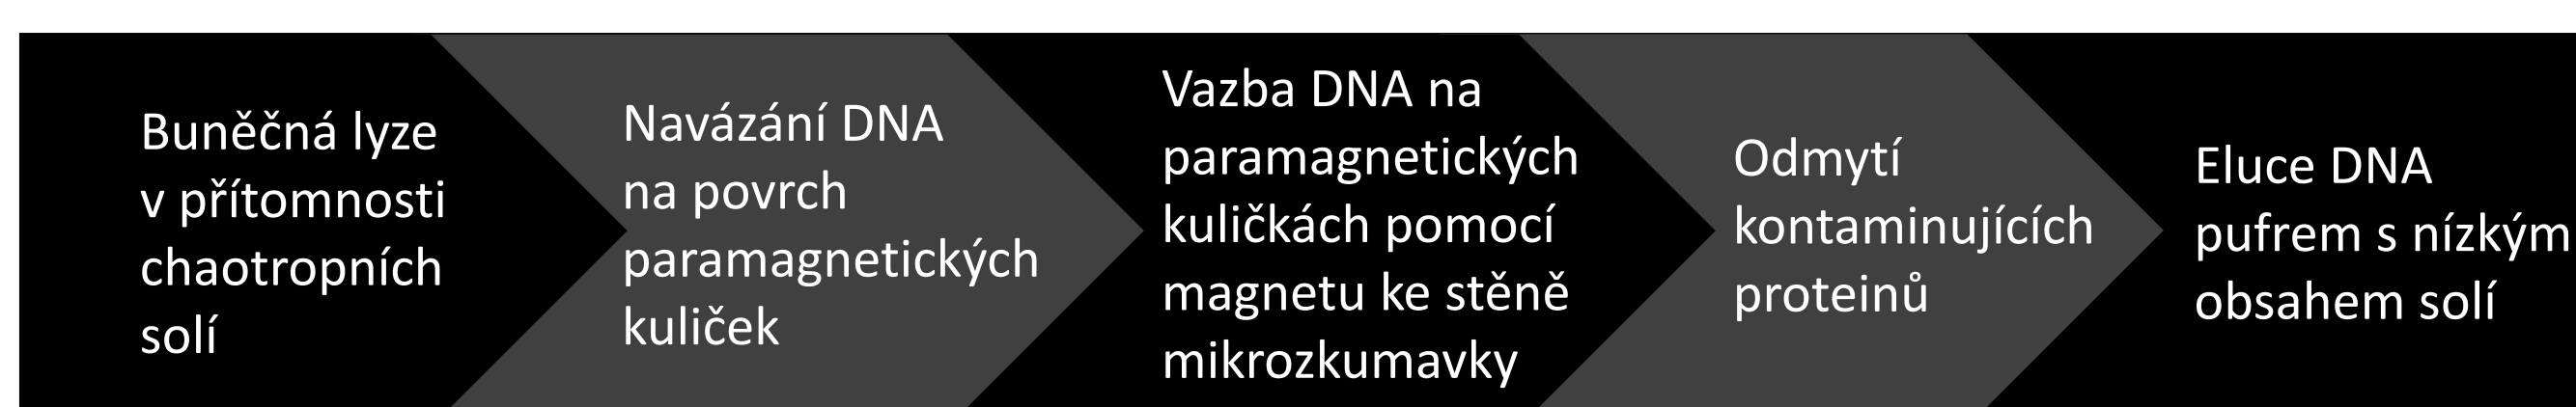 Buněčná lyze
v přítomnosti
chaotropních
solí
Navázání DNA
na povrch
paramagnetických
kuliček
Vazba DNA na
paramagnetických
kuličkách pomocí
magnetu ke stěně
mikrozkumavky
Odmytí
kontaminujících
proteinů
Eluce DNA
pufrem s nízkým
obsahem solí